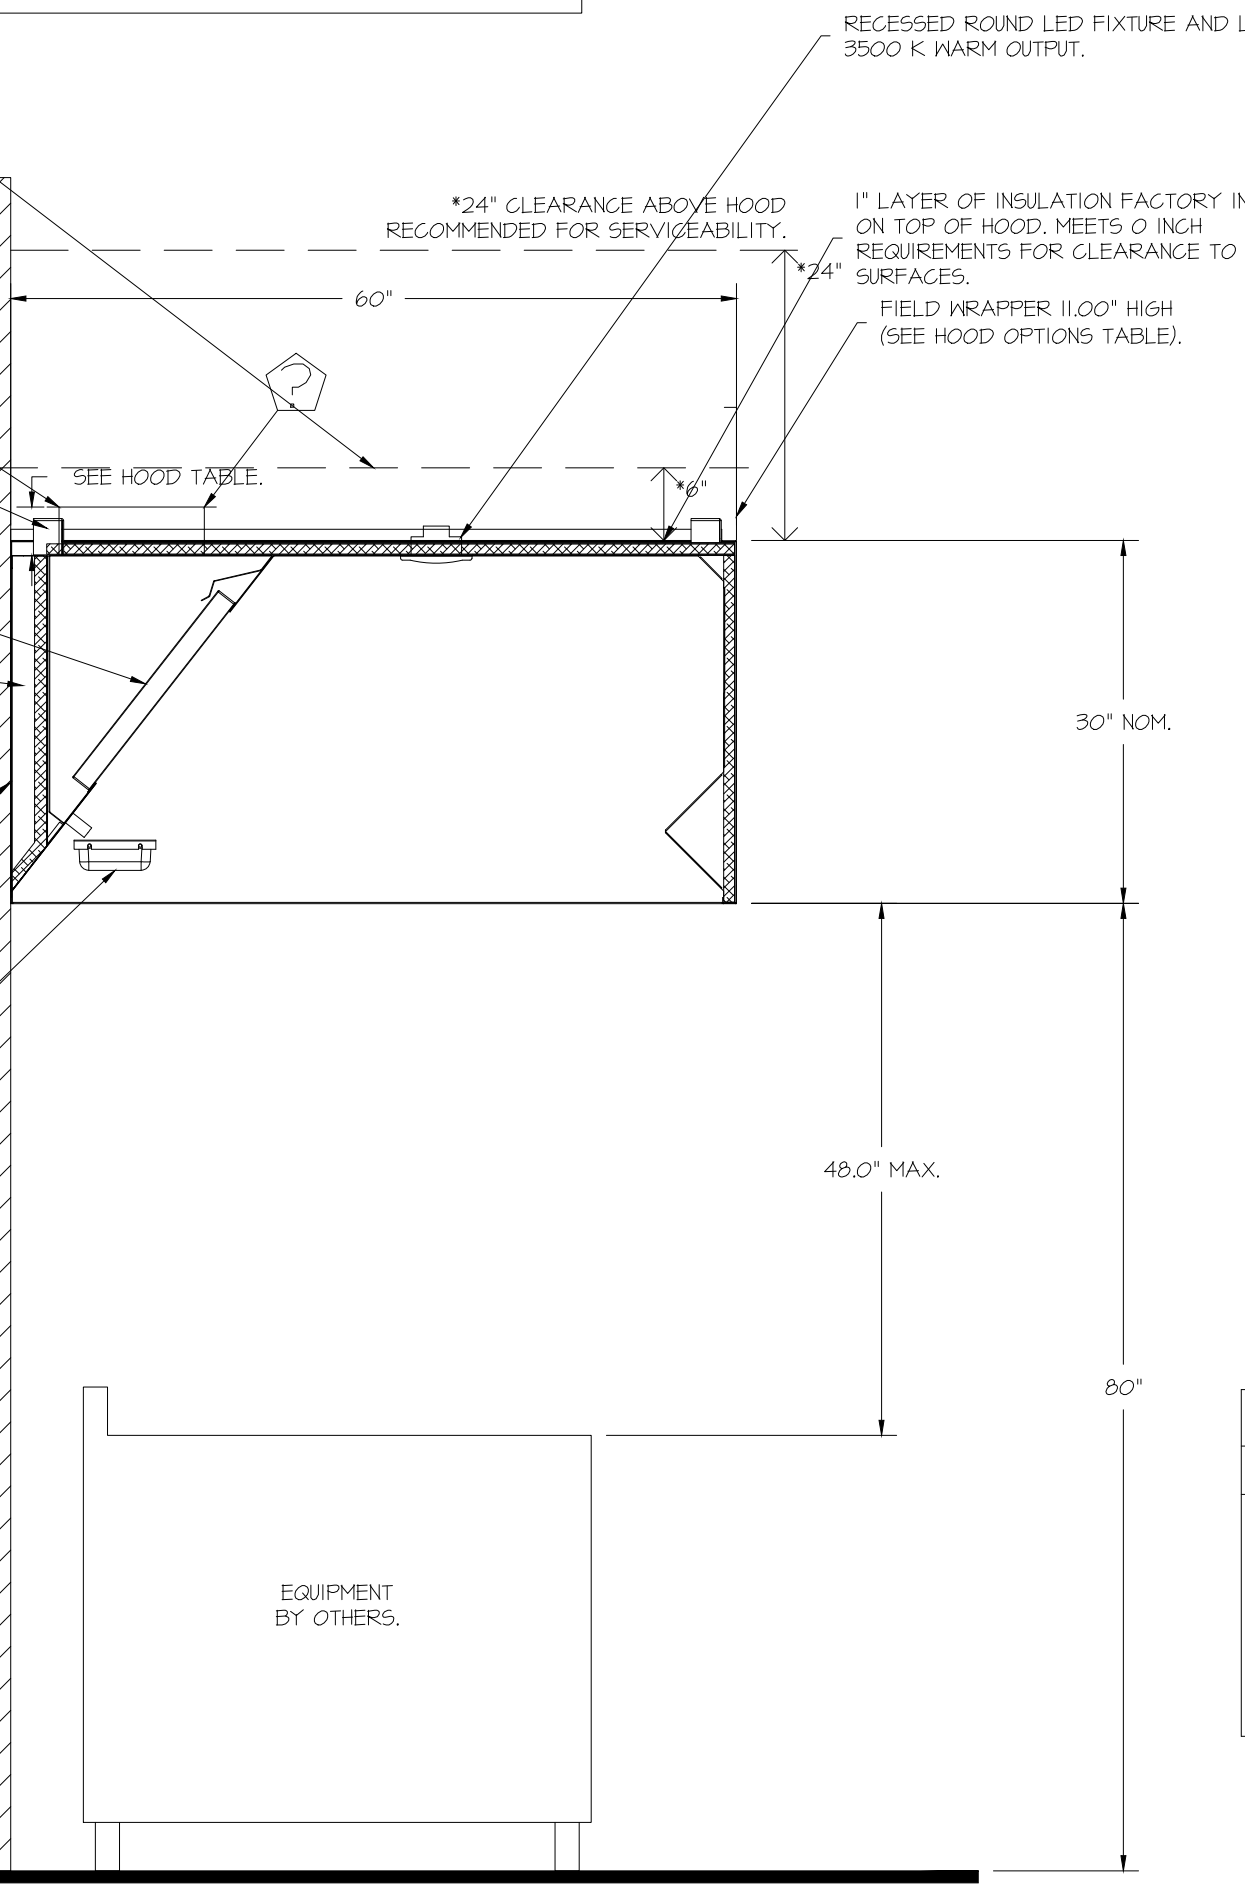 RECESSED ROUND LED FIXTURE AND L
3500 K WARM OUTPUT.
*24" CLEARANCE ABOVE HOOD
RECOMMENDED FOR SERVICEABILITY.
1" LAYER OF INSULATION FACTORY IN
ON TOP OF HOOD. MEETS 0 INCH
REQUIREMENTS FOR CLEARANCE TO
SURFACES.
*24"
60"
FIELD WRAPPER 11.00" HIGH
(SEE HOOD OPTIONS TABLE).
?
SEE HOOD TABLE.
*6"
30" NOM.
48.0" MAX.
80"
EQUIPMENT
BY OTHERS.